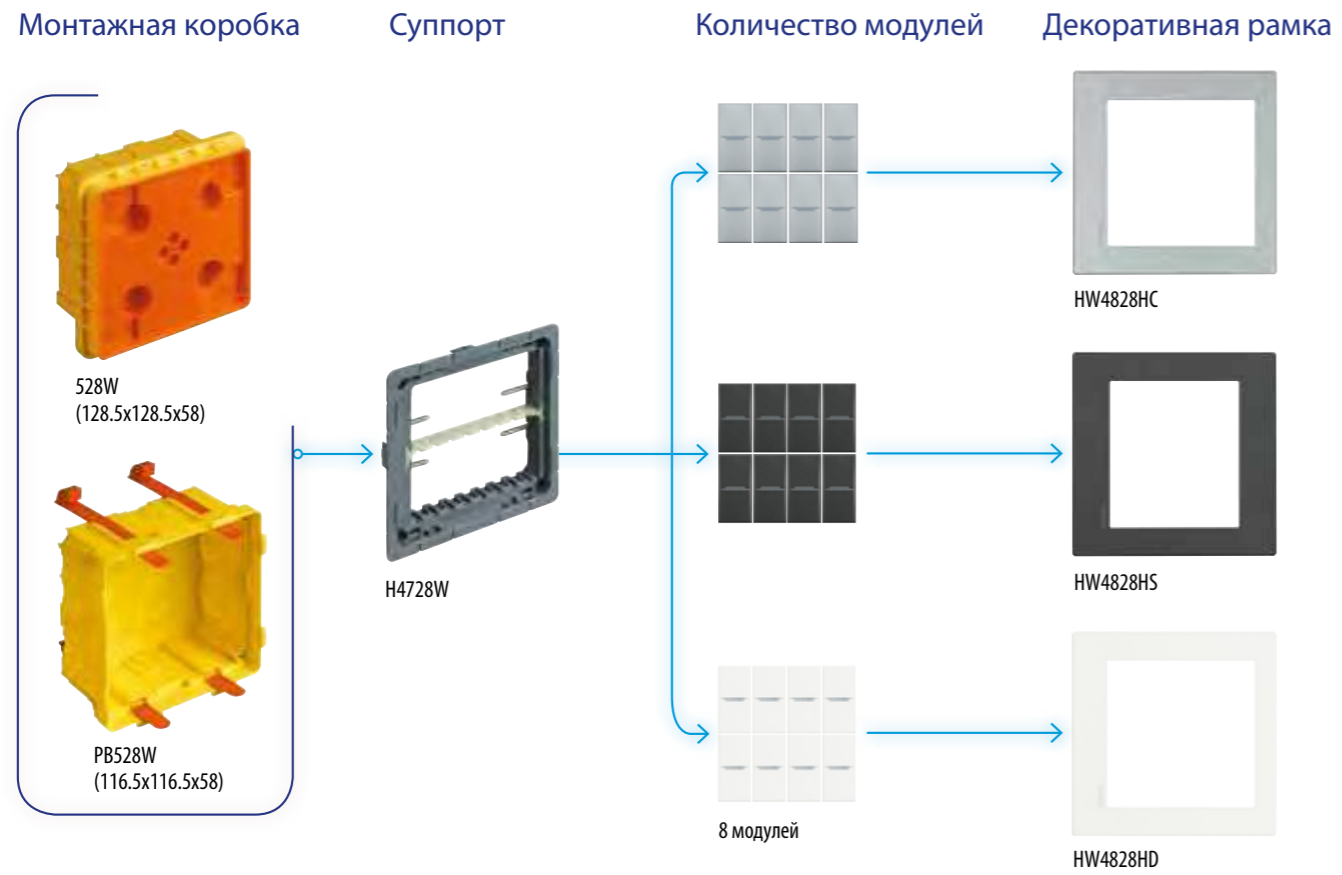 Монтажная коробка
Суппорт
Количество модулей
Декоративная рамка
528W
(128.5x128.5x58)
PB528W
(116.5x116.5x58)
H4728W
8 модулей
HW4828HC
HW4828HS
HW4828HD